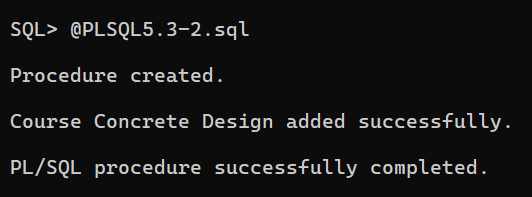 SQL> @PLSQL5.3-2.sql
Procedure created.
Course Concrete Design added successfully.
PL/SQL procedure successfully completed.